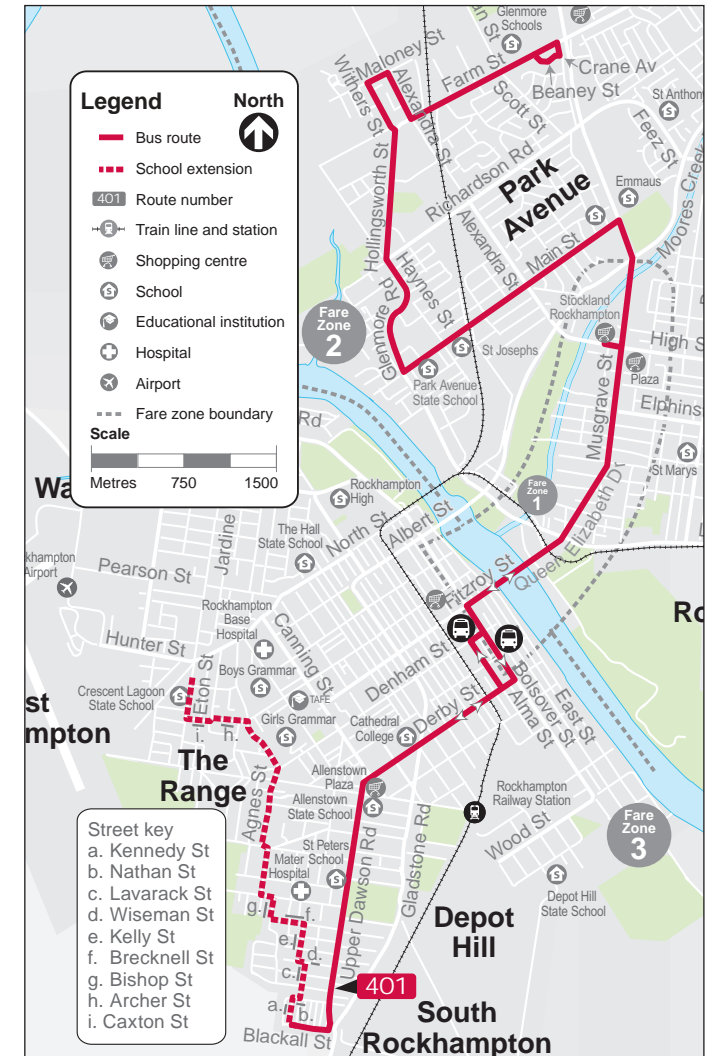 Legend
North
Bus route
School extension
401 Route number
Train line and station
Shopping centre
School
Educational institution
Hospital
Airport
Fare zone boundary
Scale
Metres 750 1500
Glenmore
Schools
Maloney St
Withers St
Alexandra St
Farm St
Crane Av
Beaney St
Scott St
St Anthon
Feez St
Moores Creek
Richardson Rd
Park
Avenue
Emmaus
Hollingsworth St
Alexandra St
Main St
Haynes St
Glenmore Rd
Fare
Zone
2
Stockland
Rockhampton
High S
St Josephs
Plaza
Park Avenue
State School
Musgrave St
Elphins
St Marys
Rd
Wa
Rockhampton
High
Fare
Zone
1
Queen Elizabeth Dr
Albert St
North St
The Hall
State School
Jardine
khampton
Airport
Pearson St
Fitzroy St
Rockhampton
Base
Hospital
Canning St
Hunter St
Ro
Boys Grammar
Denham St
Eton St
Crescent Lagoon
State School
TAFE
Bolsover St
East St
Alma St
Derby St
st
mpton
Girls Grammar
Cathedral
College
i.
h.
The
Range
Allenstown
Plaza
Allenstown
State School
Agnes St
Rockhampton
Railway Station
Wood St
Fare
Zone
3
St Peters
Mater School
Hospital
Upper Dawson Rd
Gladstone Rd
Depot Hill
State School
g.
f.
e.
d.
c.
Depot
Hill
a.
b.
401
Blackall St
South
Rockhampton
Street key
a. Kennedy St
b. Nathan St
c. Lavarack St
d. Wiseman St
e. Kelly St
f. Brecknell St
g. Bishop St
h. Archer St
i. Caxton St